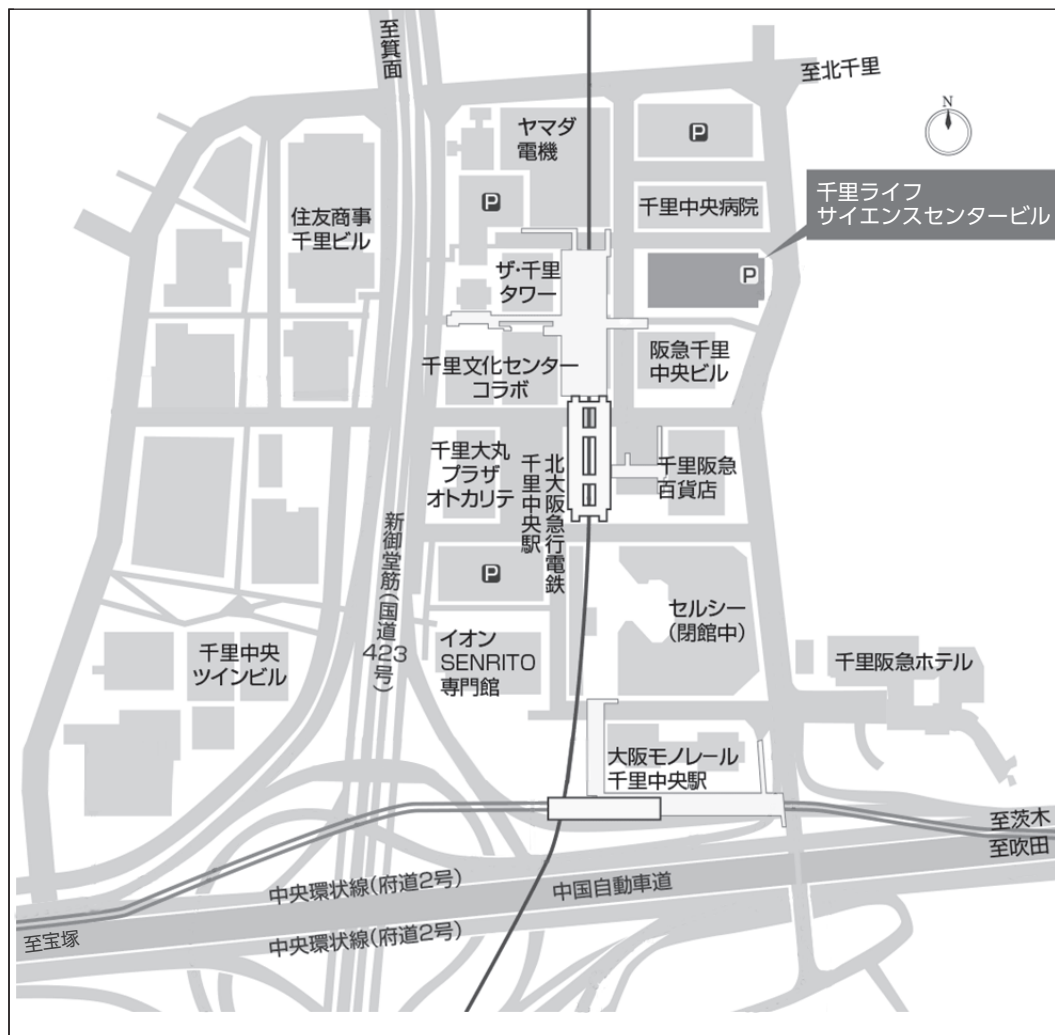 至箕面
至北千里
N
ヤマダ
電機
P
千里中央病院
千里ライフ
サイエンスセンタービル
住友商事
千里ビル
P
ザ・千里
タワー
P
千里文化センター
コラボ
阪急千里
中央ビル
千里大丸
プラザ
オトカリテ
北大阪急行電鉄
千里中央駅
千里阪急
百貨店
新御堂筋(国道423号)
P
セルシー
(閉館中)
千里中央
ツインビル
イオン
SENRITO
専門館
千里阪急ホテル
大阪モノレール
千里中央駅
至茨木
至吹田
中央環状線(府道2号)
中国自動車道
至宝塚
中央環状線(府道2号)